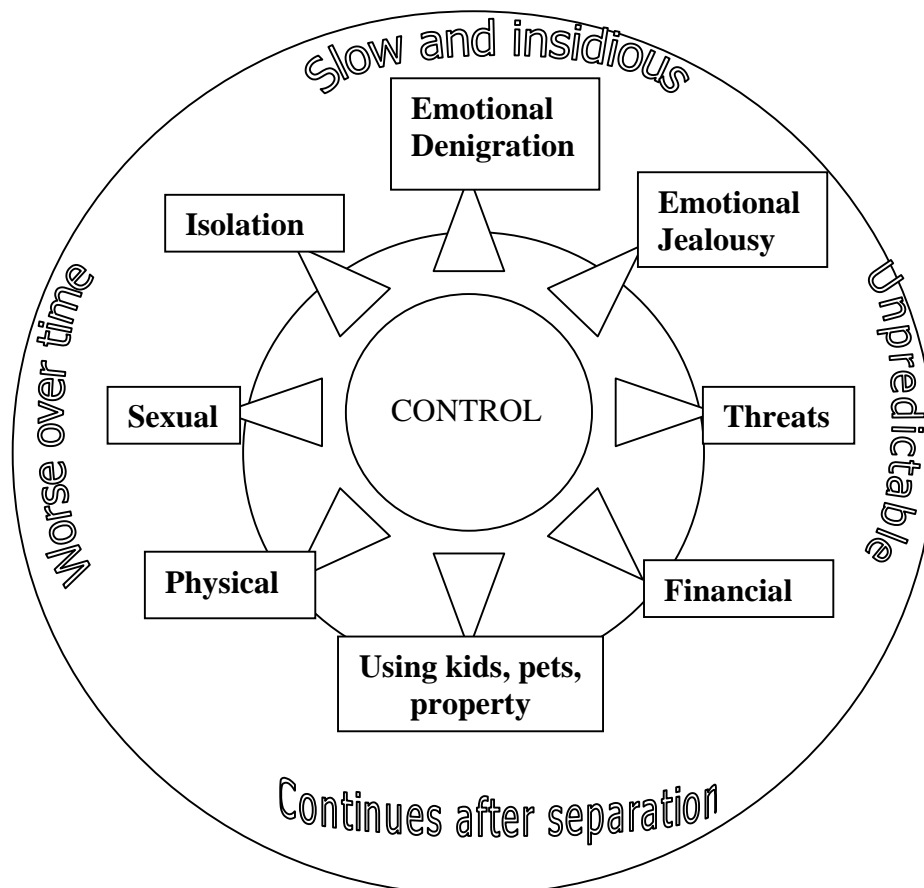 Slow and insidious
Emotional
Denigration
Emotional
Jealousy
Isolation
Unpredictable
Worse over time
CONTROL
Sexual
Threats
Physical
Financial
Using kids, pets,
property
Continues after separation